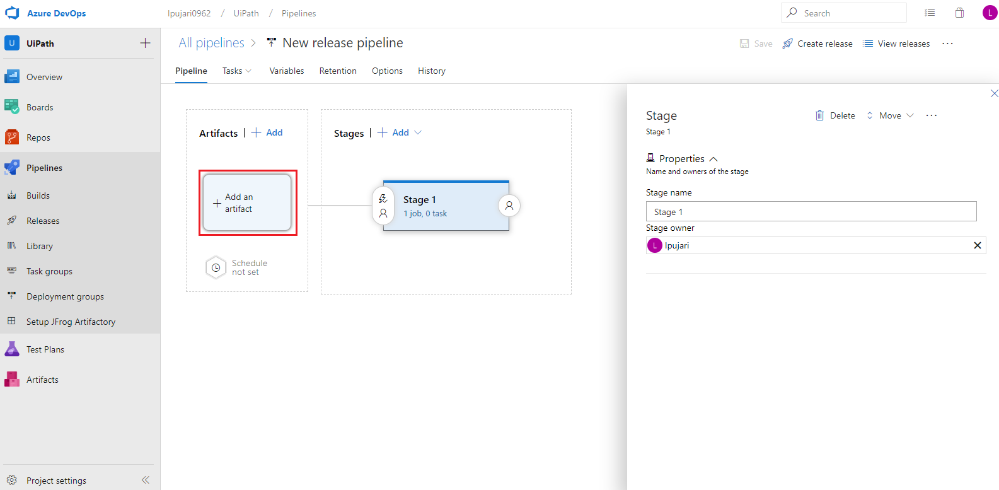 Azure DevOps
lpujari0962 / UiPath / Pipelines
Search
L
U UiPath
Overview
Boards
Repos
Pipelines
Builds
Releases
Library
Task groups
Deployment groups
Setup JFrog Artifactory
Test Plans
Artifacts
Project settings
All pipelines > New release pipeline
Save Create release View releases ...
Pipeline Tasks Variables Retention Options History
Artifacts | + Add
+ Add an
artifact
Schedule
not set
Stages | + Add
Stage 1
1 job, 0 task
Stage
Stage 1
Delete Move ...
Properties
Name and owners of the stage
Stage name
Stage 1
Stage owner
L lpujari